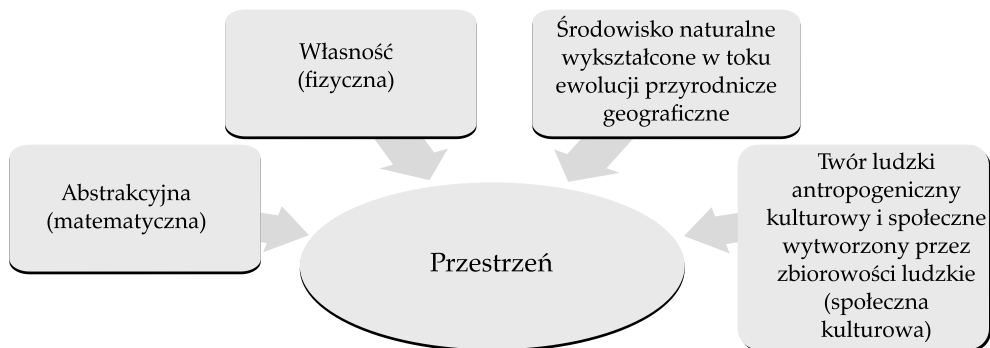 Własność
(fizyczna)
Środowisko naturalne
wykształcone w toku
ewolucji przyrodnicze
geograficzne
Abstrakcyjna
(matematyczna)
Twór ludzki
antropogeniczny
kulturowy i społeczne
wytworzony przez
zbiorowości ludzkie
(społeczna
kulturowa)
Przestrzeń